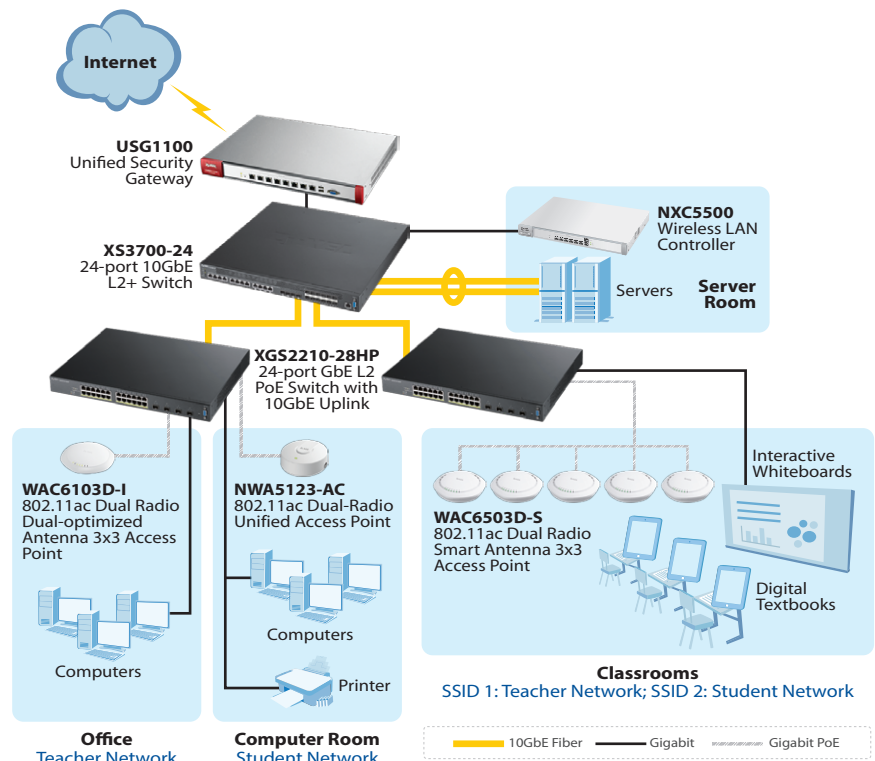 Internet
USG1100
Unified Security
Gateway
NXC5500
Wireless LAN
Controller
XS3700-24
24-port 10GbE
L2+ Switch
Servers
Server
Room
XGS2210-28HP
24-port GbE L2
PoE Switch with
10GbE Uplink
WAC6103D-I
802.11ac Dual Radio
Dual-optimized
Antenna 3x3 Access
Point
Computers
NWA5123-AC
802.11ac Dual-Radio
Unified Access Point
Computers
Printer
WAC6503D-S
802.11ac Dual Radio
Smart Antenna 3x3
Access Point
Interactive
Whiteboards
Digital
Textbooks
Classrooms
SSID 1: Teacher Network; SSID 2: Student Network
Office
Teacher Network
Computer Room
Student Network
10GbE Fiber
Gigabit
Gigabit PoE